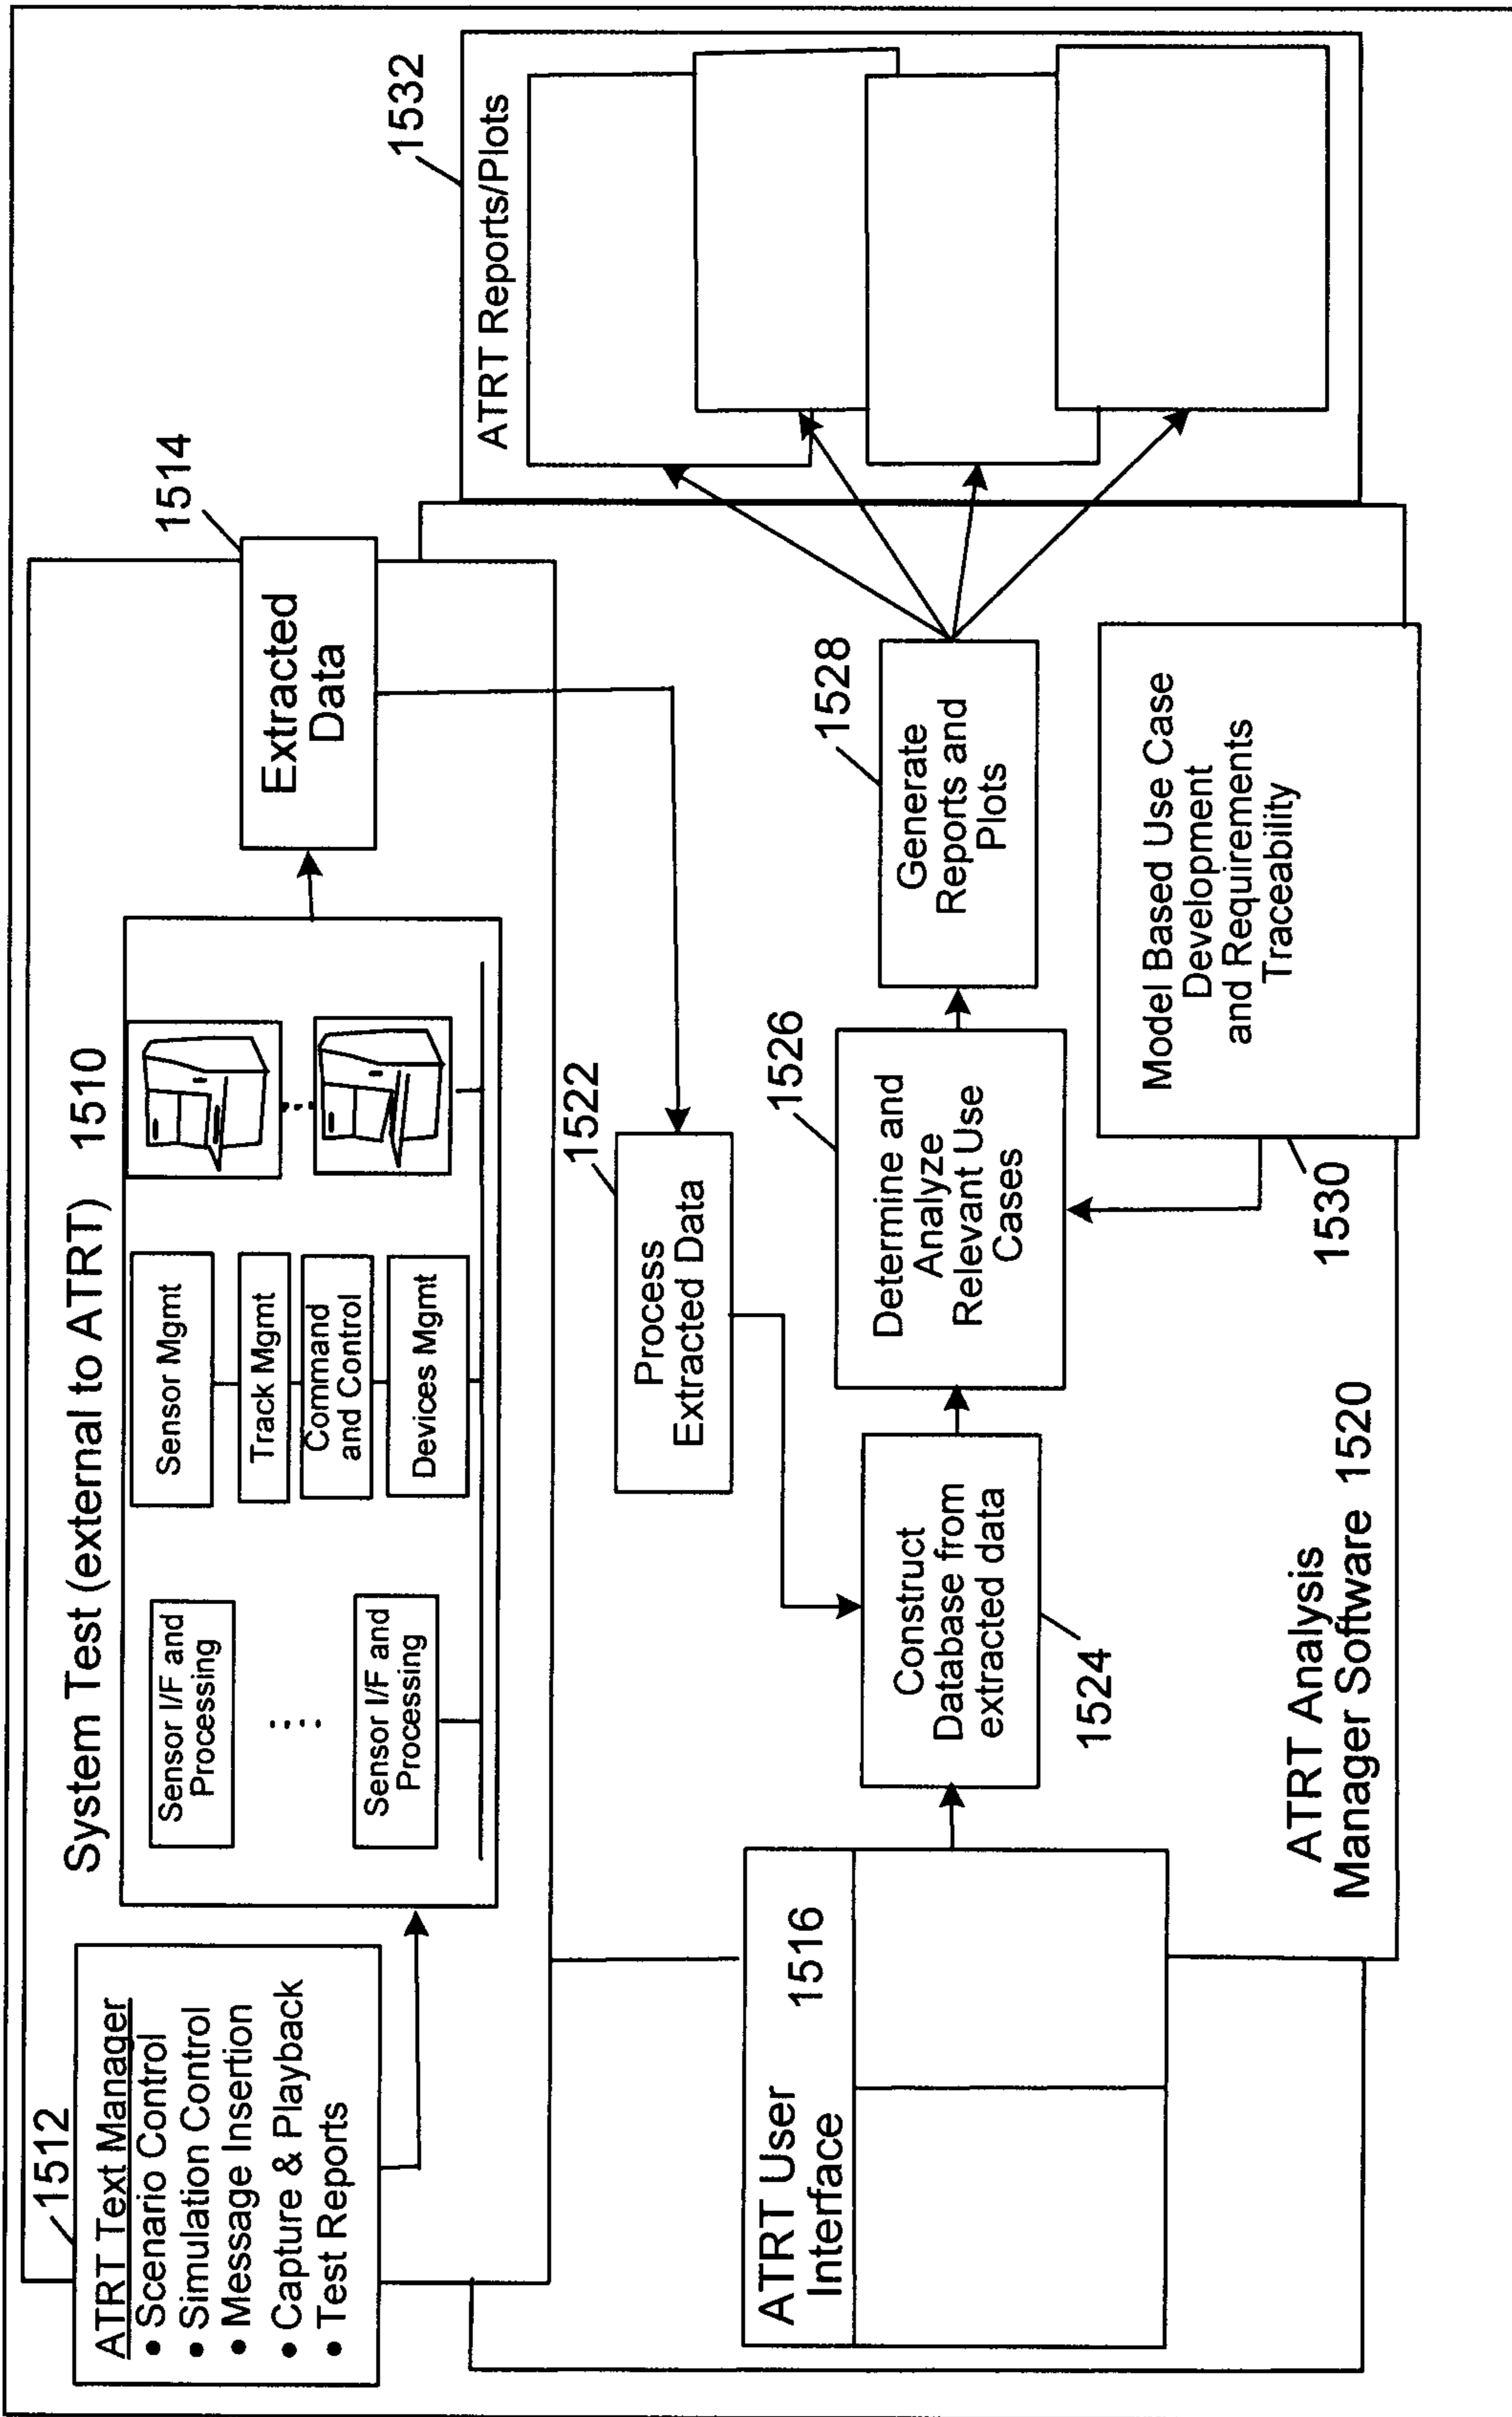 1512
ATRT Text Manager
• Scenario Control
• Simulation Control
• Message Insertion
• Capture & Playback
• Test Reports
System Test (external to ATRT) 1510
Sensor I/F and
Processing
Sensor I/F and
Processing
Sensor Mgmt
Track Mgmt
Command
and Control
Devices Mgmt
1514
Extracted
Data
1532
ATRT Reports/Plots
1522
Process
Extracted Data
ATRT User
Interface 1516
Construct
Database from
extracted data
1524
1526
Determine and
Analyze
Relevant Use
Cases
1528
Generate
Reports and
Plots
1530
Model Based Use Case
Development
and Requirements
Traceability
ATRT Analysis
Manager Software 1520